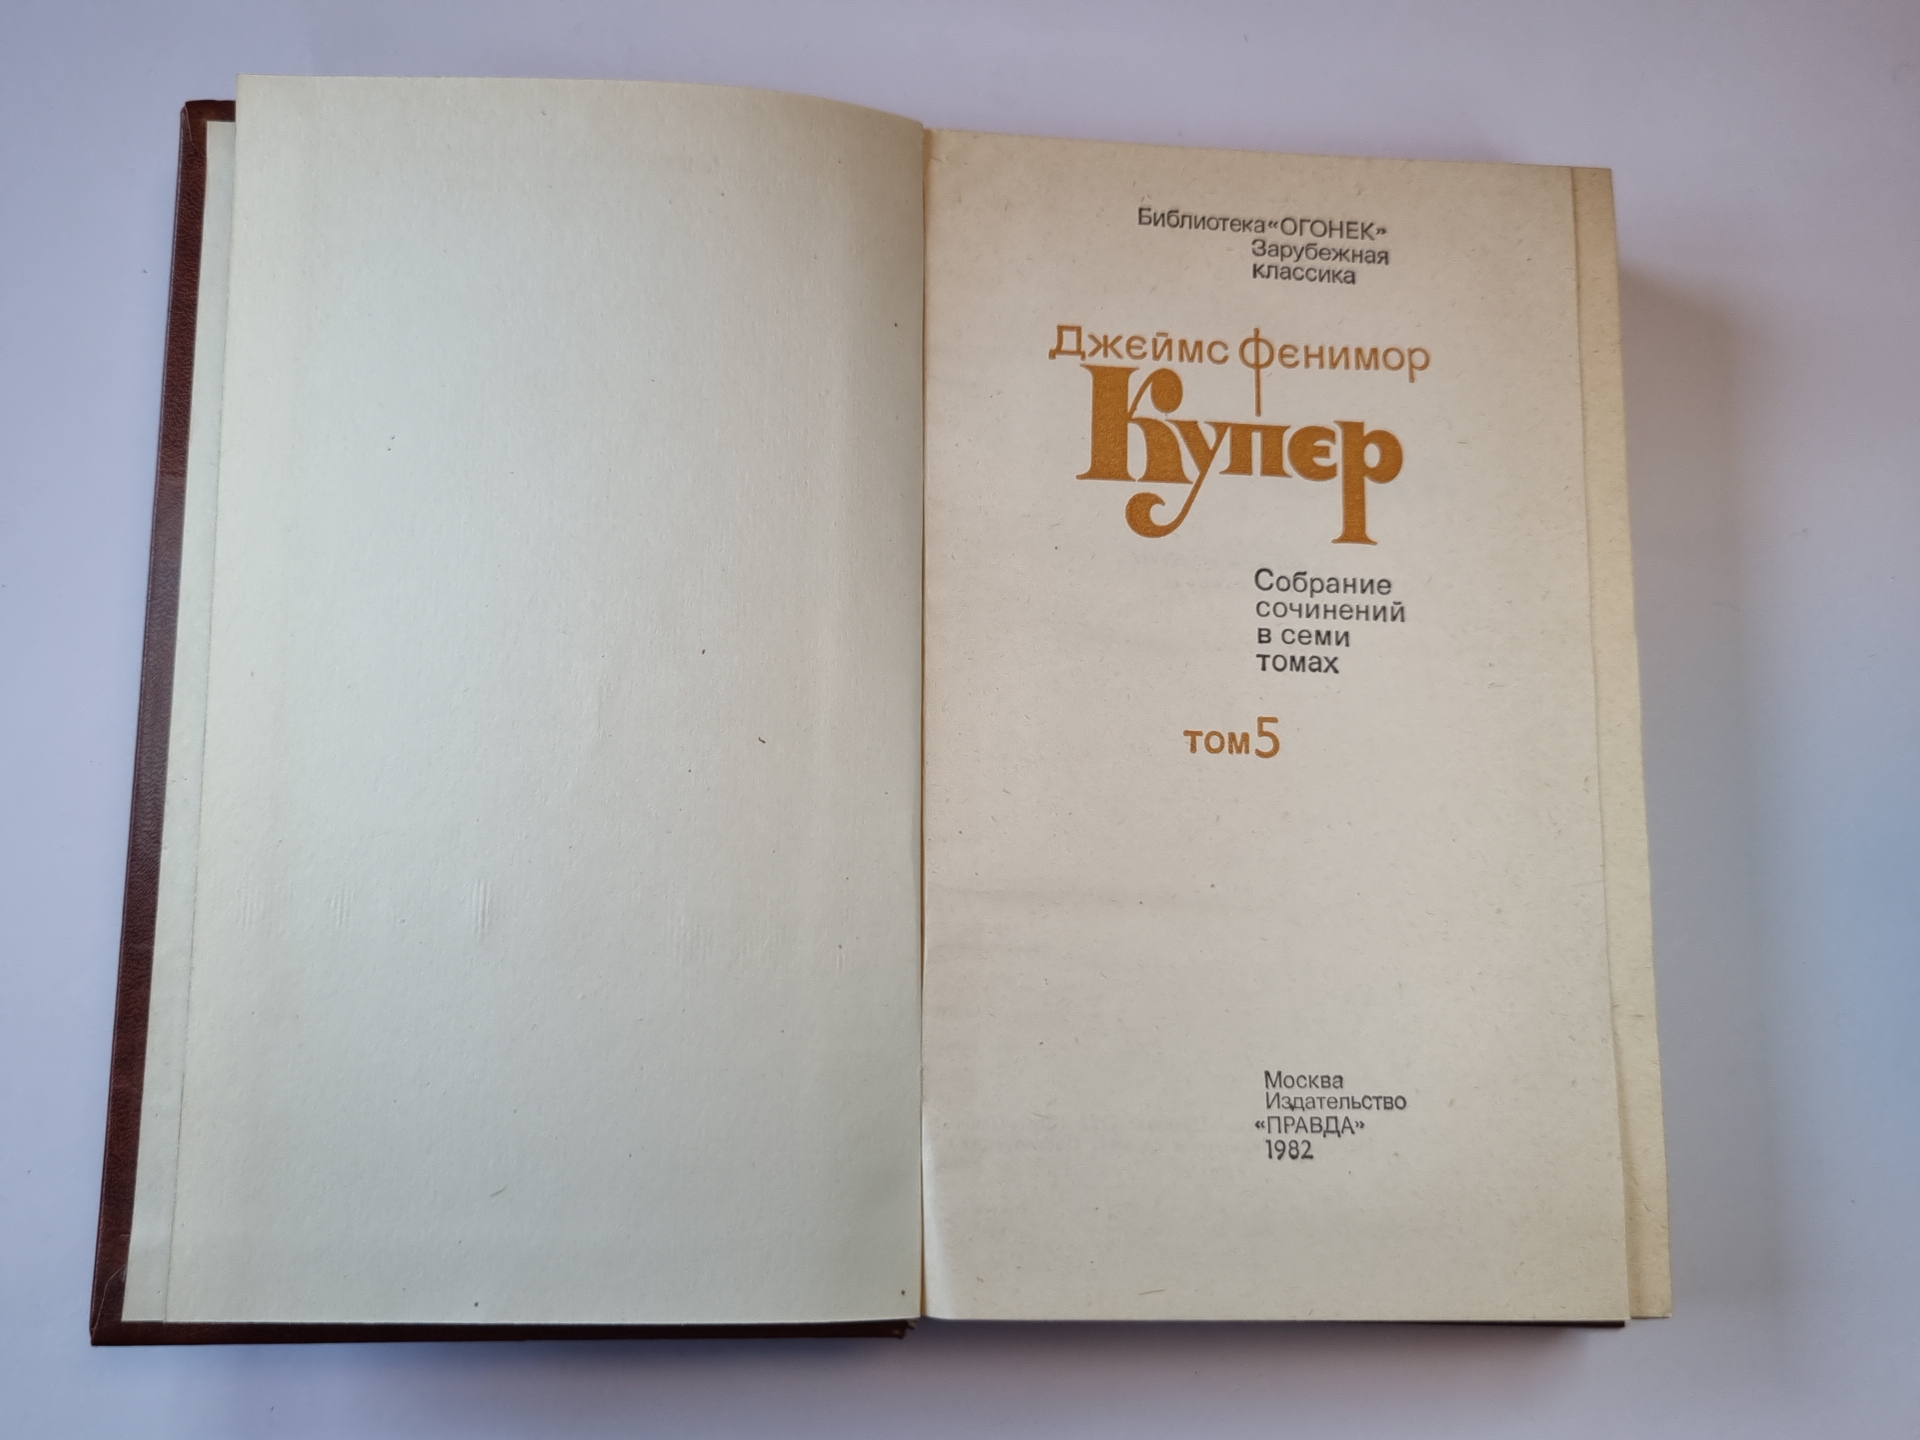 Библиотека «ОГОНЕК»
Зарубежная
классика
Джеймс Фенимор
Купер
Собрание
сочинений
в семи
томах
том 5
Москва
Издательство
«ПРАВДА»
1982